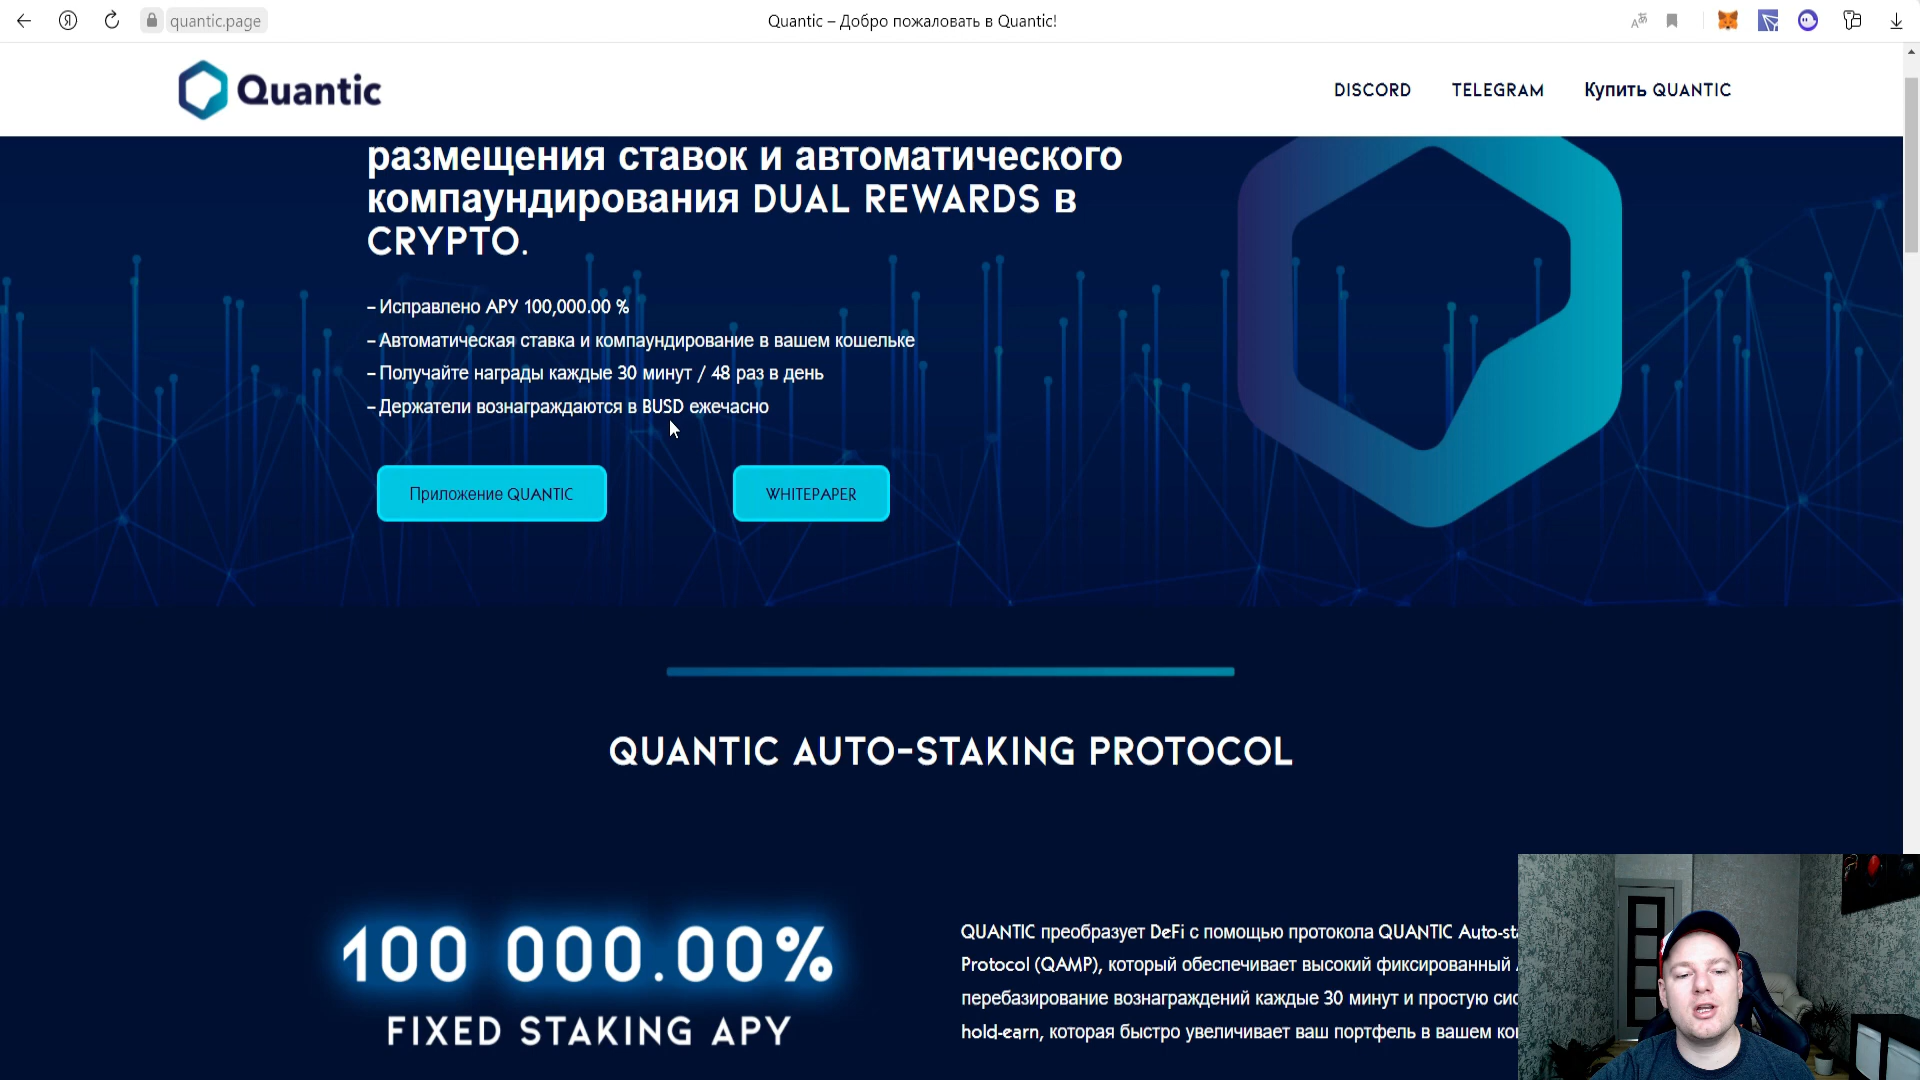 quantic.page
Quantic – Добро пожаловать в Quantic!
Quantic
DISCORD
TELEGRAM
Купить QUANTIC
размещения ставок и автоматического
компаундирования DUAL REWARDS в
CRYPTO.
– Исправлено APY 100,000.00 %
– Автоматическая ставка и компаундирование в вашем кошельке
– Получайте награды каждые 30 минут / 48 раз в день
– Держатели вознаграждаются в BUSD ежечасно
Приложение QUANTIC
WHITEPAPER
QUANTIC AUTO-STAKING PROTOCOL
100 000.00%
FIXED STAKING APY
QUANTIC преобразует DeFi с помощью протокола QUANTIC
Protocol (QAMP), который обеспечивает высокий фиксированный
перебазирование вознаграждений каждые 30 минут и простую
hold-earn, которая быстро увеличивает ваш портфель в вашем